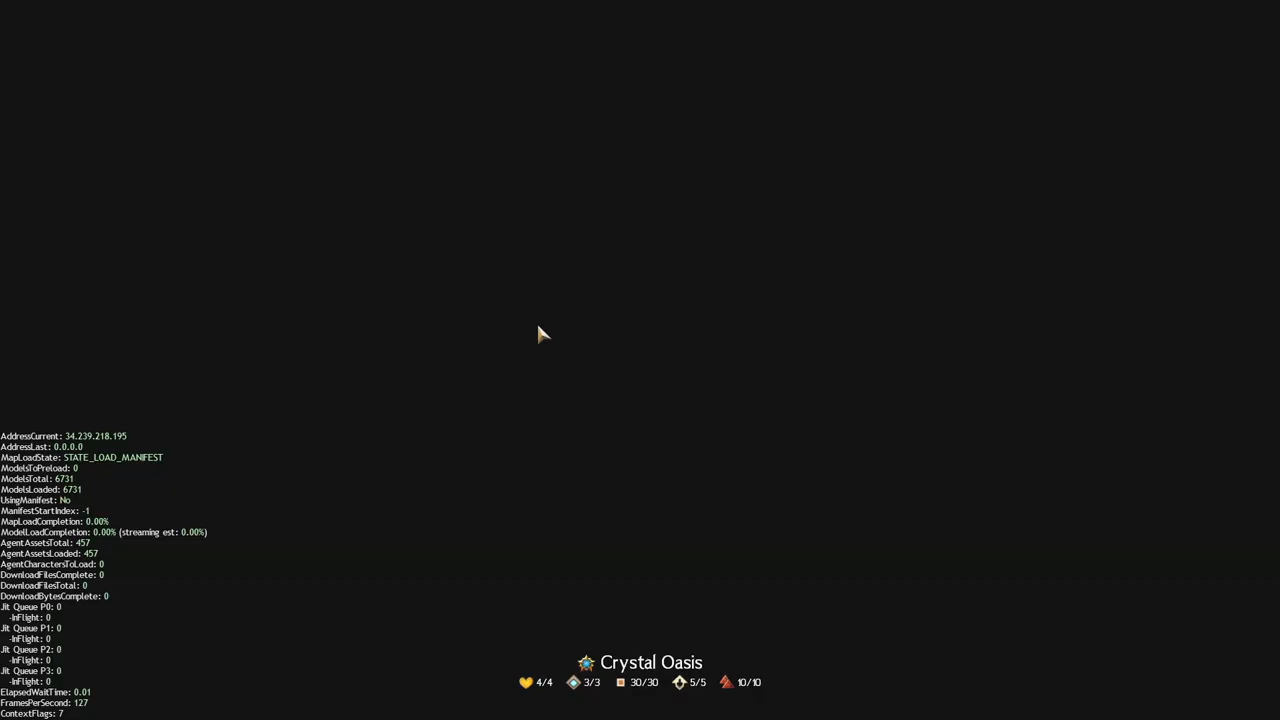 AddressCurrent: 34.239.218.195
AddressLast: 0.0.0.0
MapLoadState: STATE_LOAD_MANIFEST
ModelsToPreload: 0
ModelsTotal: 6731
ModelsLoaded: 6731
UsingManifest: No
ManifestStartIndex: -1
MapLoadCompletion: 0.00%
ModelLoadCompletion: 0.00% (streaming est: 0.00%)
AgentAssetsTotal: 457
AgentAssetsLoaded: 457
AgentCharactersToLoad: 0
DownloadFilesComplete: 0
DownloadFilesTotal: 0
DownloadBytesComplete: 0
Jit Queue P0: 0
-InFlight: 0
Jit Queue P1: 0
-InFlight: 0
Jit Queue P2: 0
-InFlight: 0
Jit Queue P3: 0
-InFlight: 0
ElapsedWaitTime: 0.01
FramesPerSecond: 127
ContextFlags: 7
Crystal Oasis
4/4 3/3 30/30 5/5 10/10